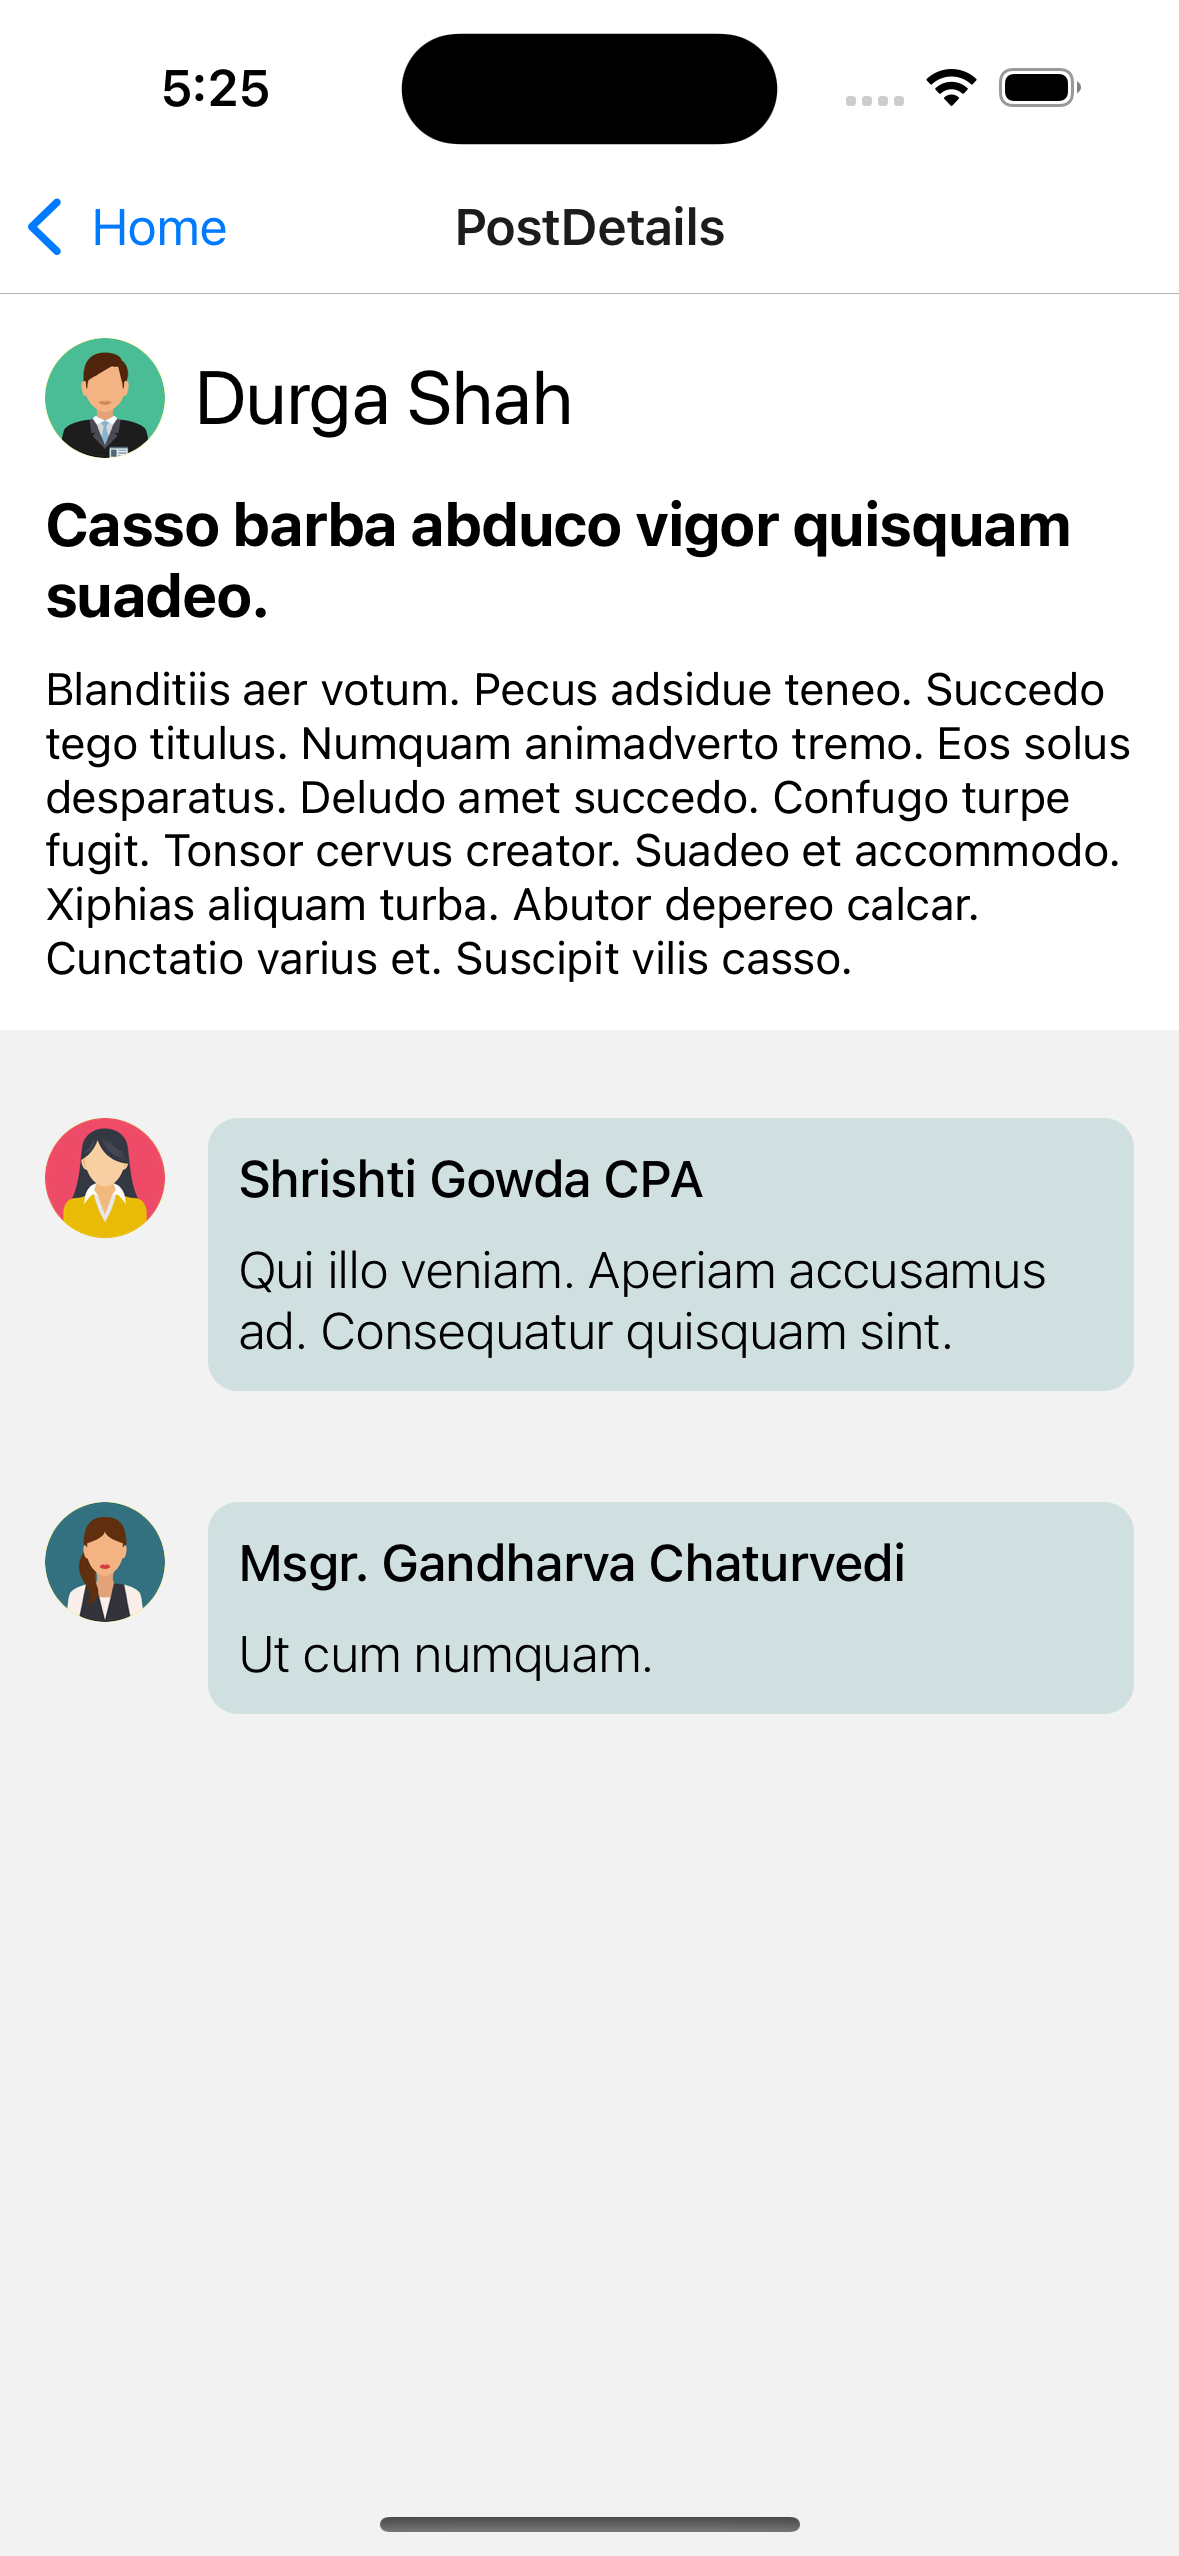 5:25
Home
PostDetails
Durga Shah
Casso barba abduco vigor quisquam
suadeo.
Blanditiis aer votum. Pecus adsidue teneo. Succedo
tego titulus. Numquam animadverto tremo. Eos solus
desparatus. Deludo amet succedo. Confugo turpe
fugit. Tonsor cervus creator. Suadeo et accommodo.
Xiphias aliquam turba. Abutor depereo calcar.
Cunctatio varius et. Suscipit vilis casso.
Shrishti Gowda CPA
Qui illo veniam. Aperiam accusamus
ad. Consequatur quisquam sint.
Msgr. Gandharva Chaturvedi
Ut cum numquam.